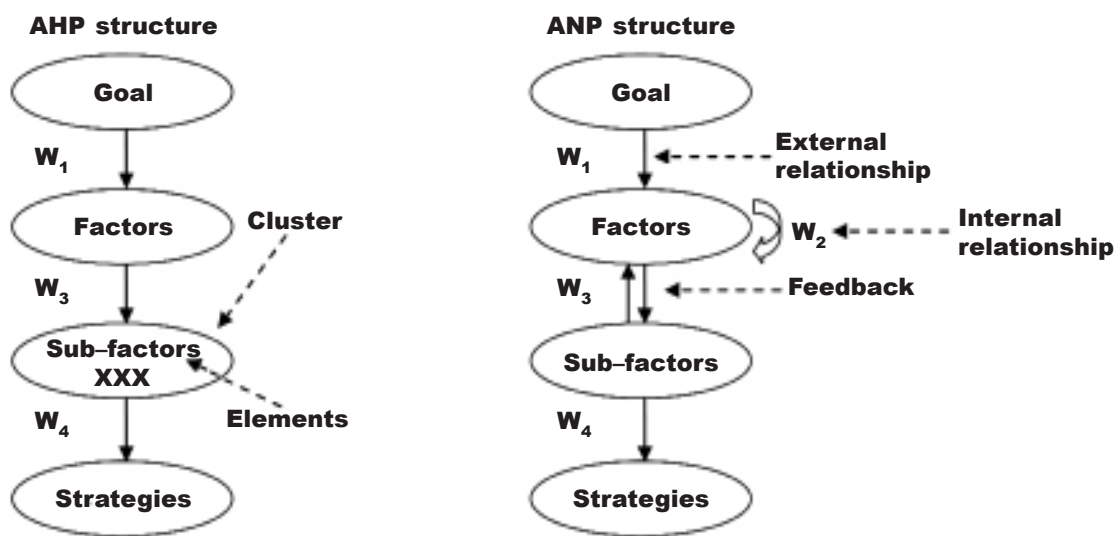 AHP structure
Goal
W1
Factors
Cluster
W3
Sub–factors
XXX
Elements
W4
Strategies
ANP structure
Goal
W1
External
relationship
Factors
W2
Internal
relationship
W3
Feedback
Sub–factors
W4
Strategies